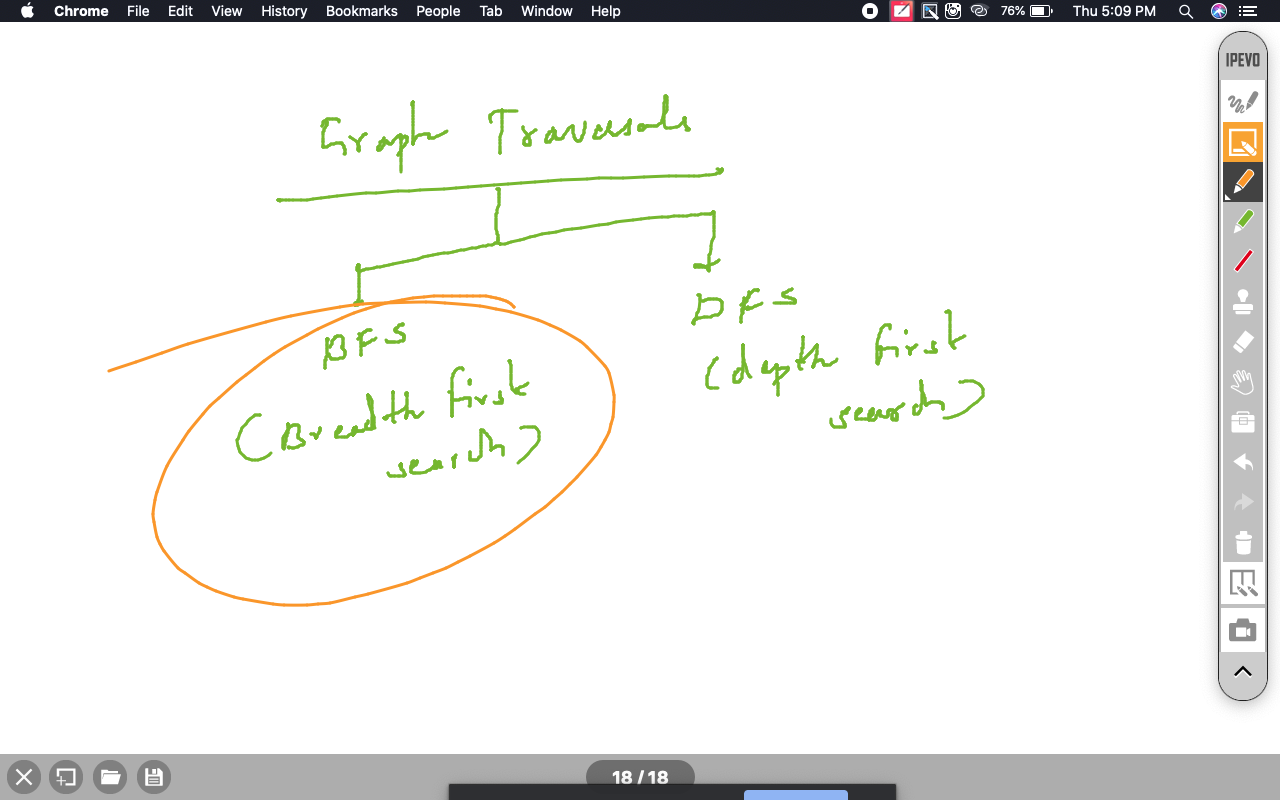 Chrome File Edit View History Bookmarks People Tab Window Help 76% Thu 5:09 PM
IPEVO
Graph Traversals
BFS
(Breadth first
search)
DFS
(depth first
search)
18 / 18